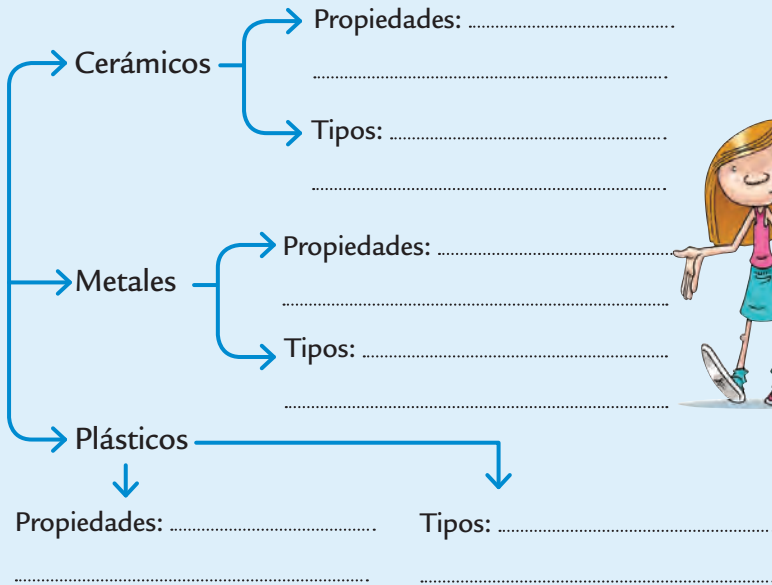 Propiedades:
Cerámicos
Tipos:
Propiedades:
Metales
Tipos:
Plásticos
Propiedades:
Tipos: